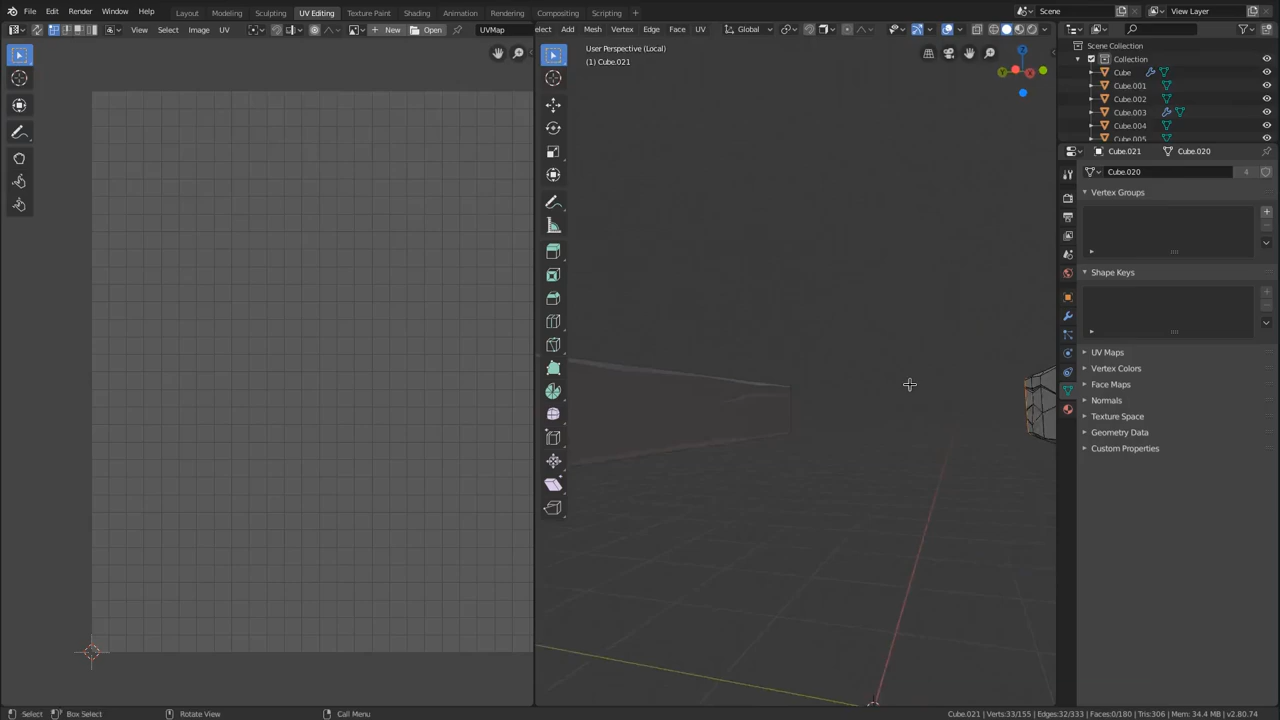 File Edit Render Window Help Layout Modeling Sculpting UV Editing Texture Paint Shading Animation Rendering Compositing Scripting + Scene View Layer
View Select Image UV New Open UVMap Select Add Mesh Vertex Edge Face UV Global
User Perspective (Local)
(1) Cube.021
Scene Collection
Collection
Cube
Cube.001
Cube.002
Cube.003
Cube.004
Cube.005
Cube.021 Cube.020
Cube.020 4
Vertex Groups
Shape Keys
UV Maps
Vertex Colors
Face Maps
Normals
Texture Space
Geometry Data
Custom Properties
Z
Y
X
Select Box Select Rotate View Call Menu Cube.021 | Verts:33/155 | Edges:32/333 | Faces:0/180 | Tris:306 | Mem: 34.4 MB | v2.80.74